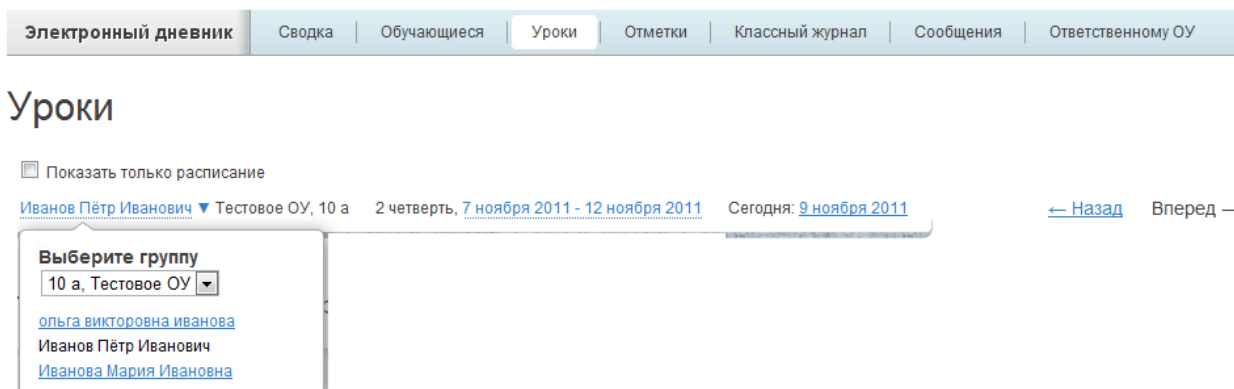 Электронный дневник Сводка Обучающиеся Уроки Отметки Классный журнал Сообщения Ответственному ОУ
Уроки
Показать только расписание
Иванов Пётр Иванович ▼ Тестовое ОУ, 10 а 2 четверть, 7 ноября 2011 - 12 ноября 2011 Сегодня: 9 ноября 2011 ← Назад Вперед —
Выберите группу
10 а, Тестовое ОУ
ольга викторовна иванова
Иванов Пётр Иванович
Иванова Мария Ивановна